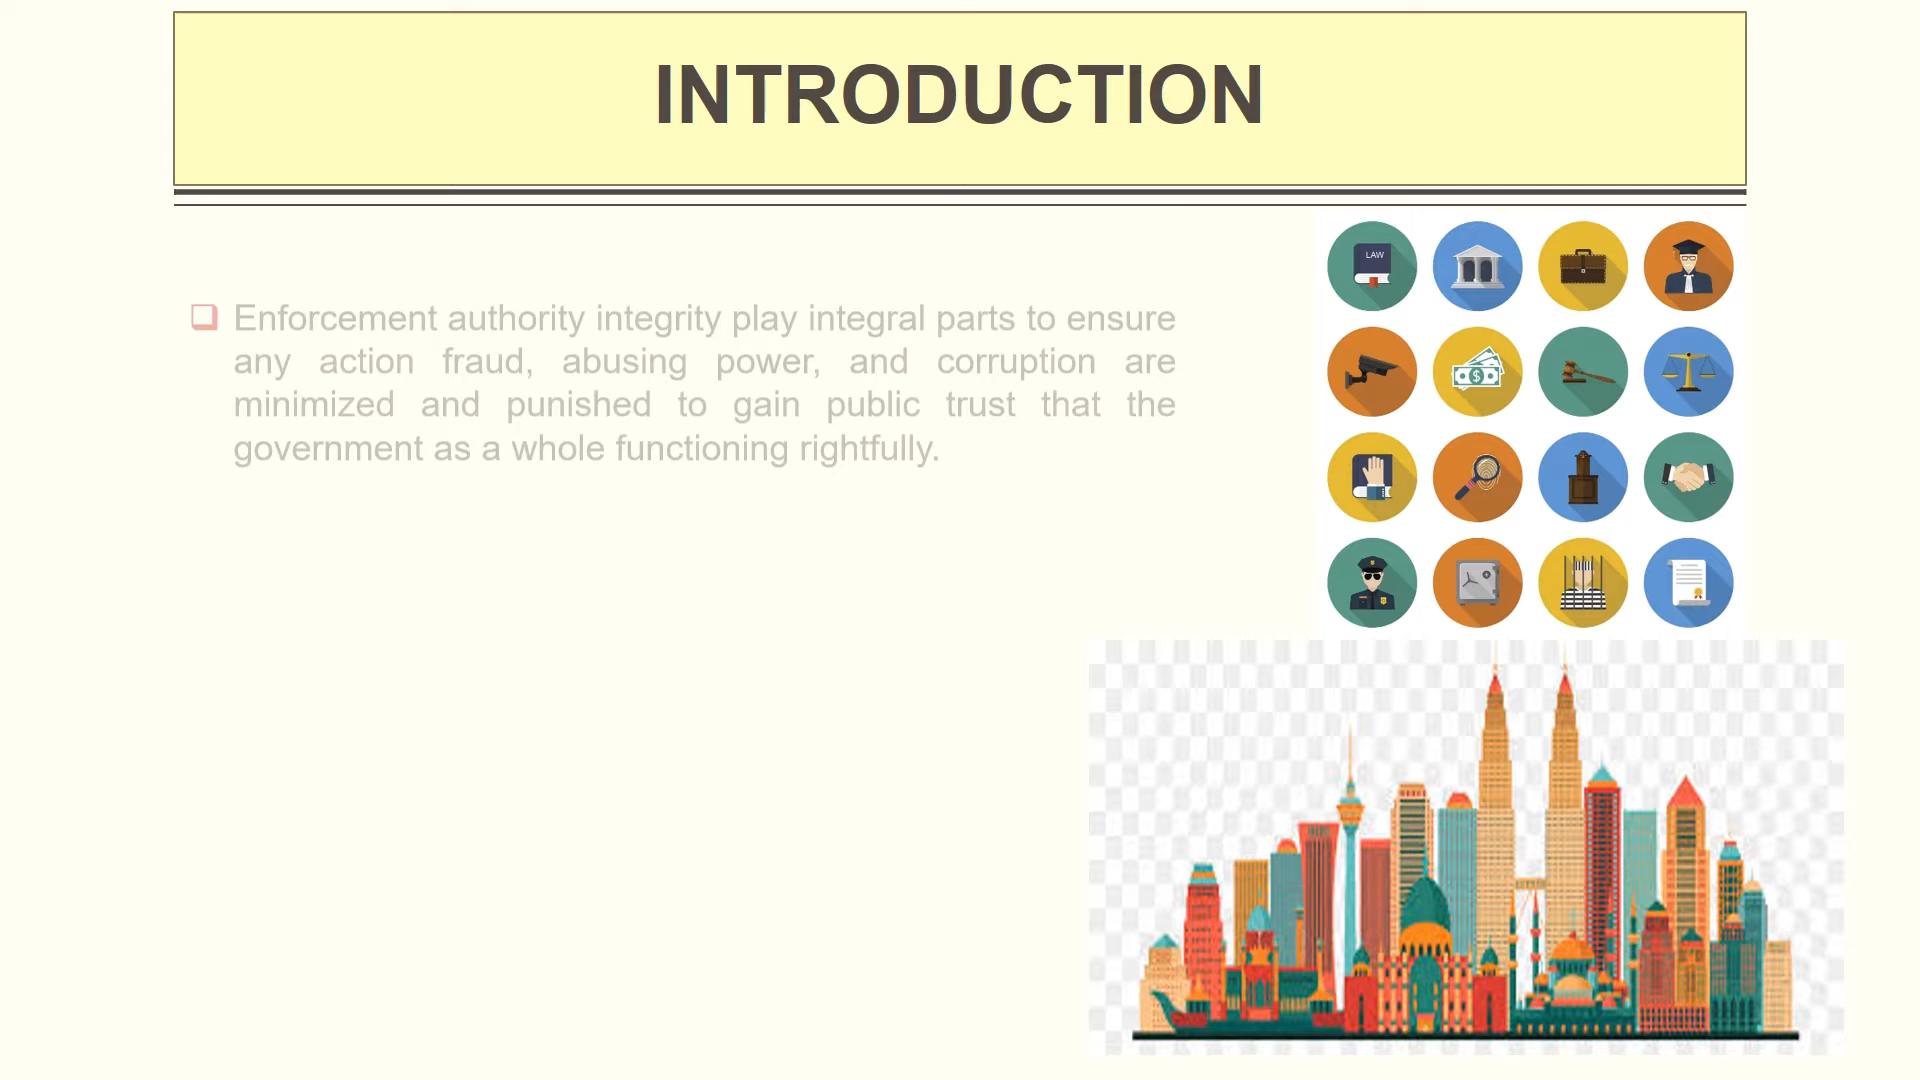 INTRODUCTION
Enforcement authority integrity play integral parts to ensure
any action fraud, abusing power, and corruption are
minimized and punished to gain public trust that the
government as a whole functioning rightfully.
LAW